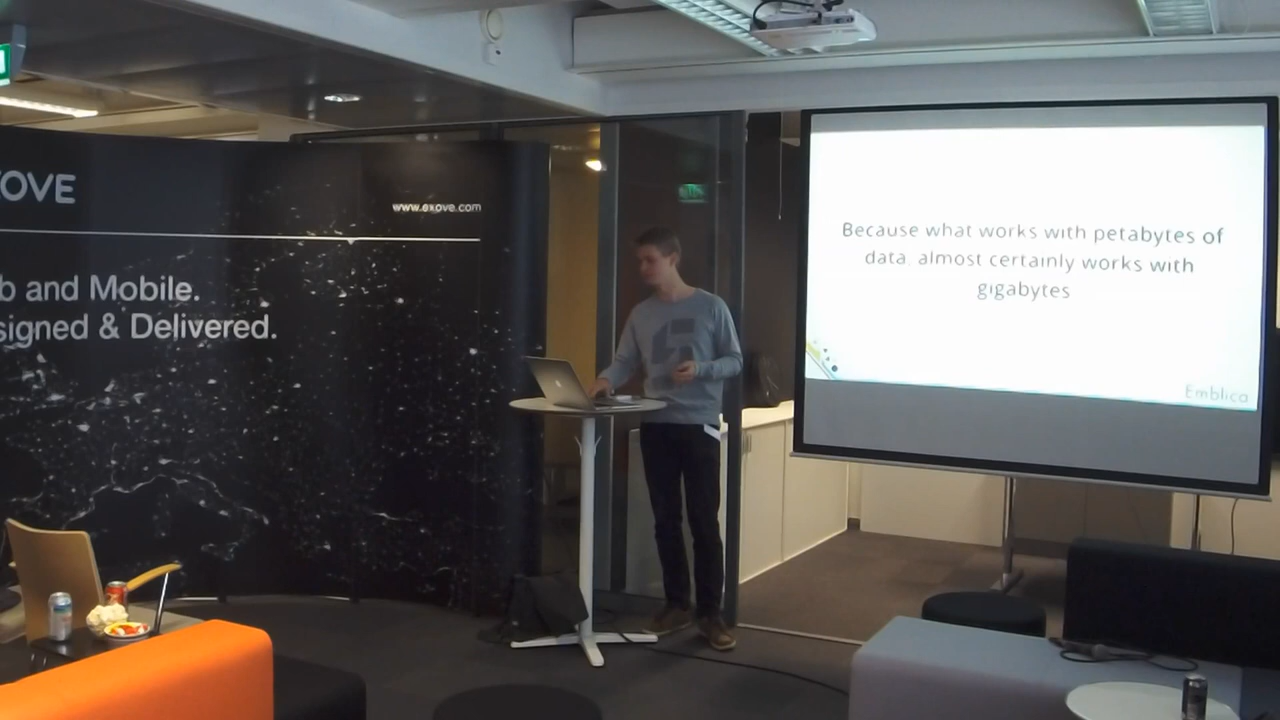 www.exove.com
b and Mobile.
signed & Delivered.
Because what works with petabytes of
data, almost certainly works with
gigabytes
Emblica